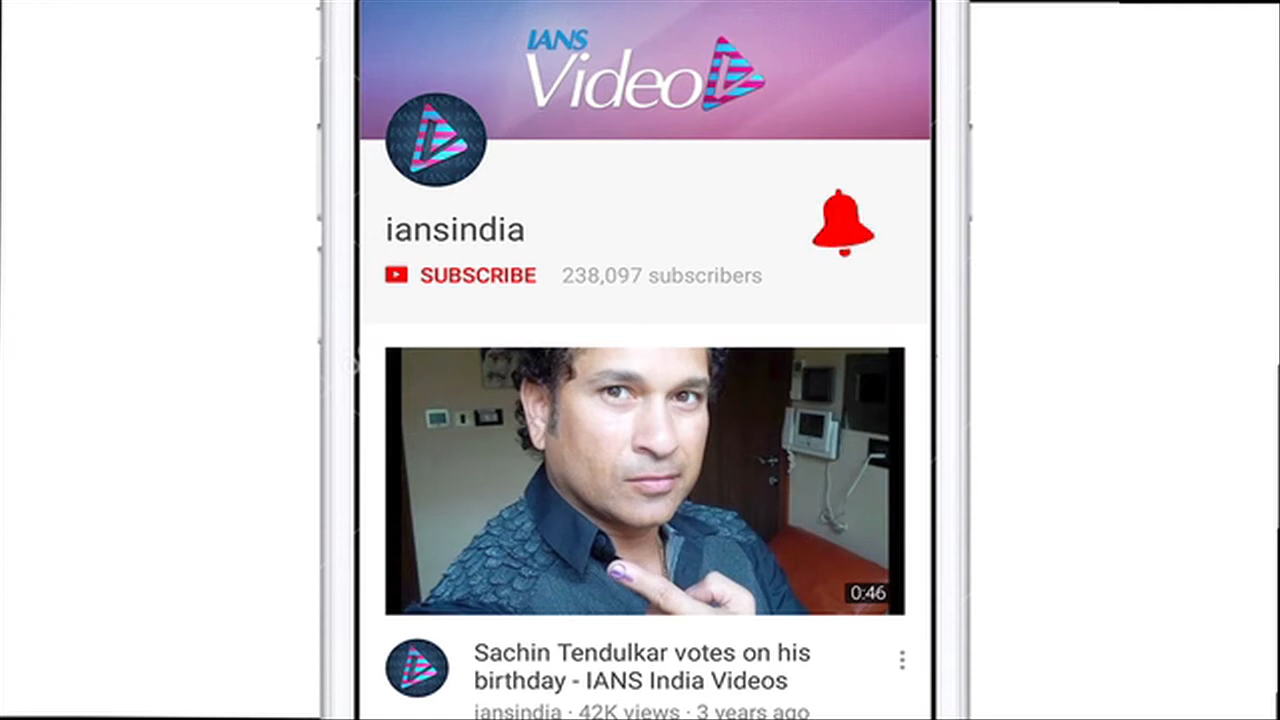 IANS
Video
iansindia
SUBSCRIBE 238,097 subscribers
0:46
Sachin Tendulkar votes on his
birthday - IANS India Videos
iansindia · 42K views · 3 years ago